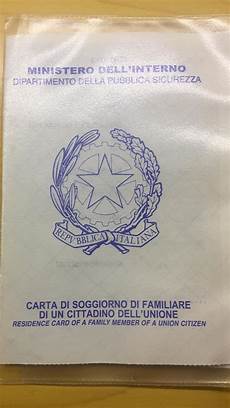 MINISTERO DELL'INTERNO
DIPARTIMENTO DELLA PUBBLICA SICUREZZA
REPVBBLICA ITALIANA
CARTA DI SOGGIORNO DI FAMILIARE
DI UN CITTADINO DELL'UNIONE
RESIDENCE CARD OF A FAMILY MEMBER OF A UNION CITIZEN